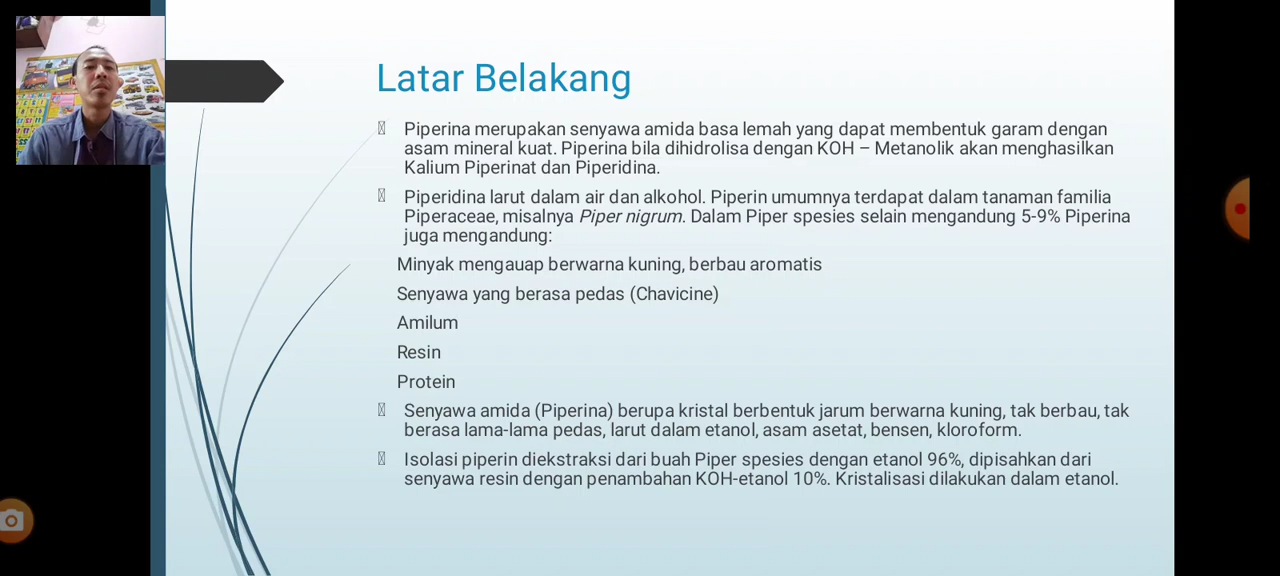 Latar Belakang
Piperina merupakan senyawa amida basa lemah yang dapat membentuk garam dengan
asam mineral kuat. Piperina bila dihidrolisa dengan KOH – Metanolik akan menghasilkan
Kalium Piperinat dan Piperidina.
Piperidina larut dalam air dan alkohol. Piperin umumnya terdapat dalam tanaman familia
Piperaceae, misalnya Piper nigrum. Dalam Piper spesies selain mengandung 5-9% Piperina
juga mengandung:
Minyak mengauap berwarna kuning, berbau aromatis
Senyawa yang berasa pedas (Chavicine)
Amilum
Resin
Protein
Senyawa amida (Piperina) berupa kristal berbentuk jarum berwarna kuning, tak berbau, tak
berasa lama-lama pedas, larut dalam etanol, asam asetat, bensen, kloroform.
Isolasi piperin diekstraksi dari buah Piper spesies dengan etanol 96%, dipisahkan dari
senyawa resin dengan penambahan KOH-etanol 10%. Kristalisasi dilakukan dalam etanol.